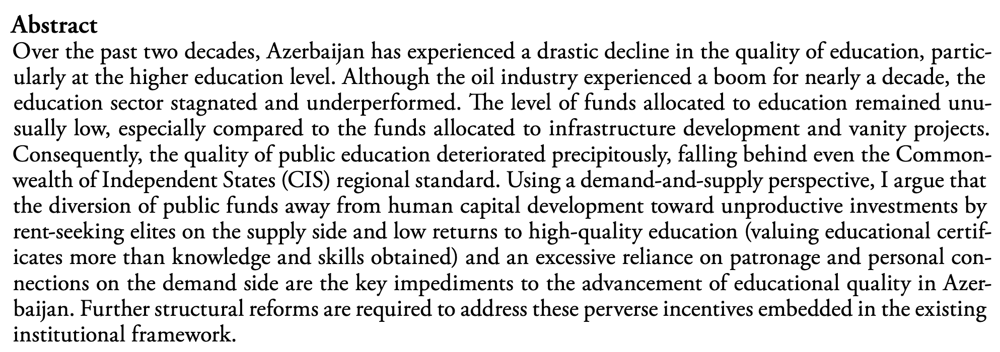 Abstract
Over the past two decades, Azerbaijan has experienced a drastic decline in the quality of education, partic-
ularly at the higher education level. Although the oil industry experienced a boom for nearly a decade, the
education sector stagnated and underperformed. The level of funds allocated to education remained unu-
sually low, especially compared to the funds allocated to infrastructure development and vanity projects.
Consequently, the quality of public education deteriorated precipitously, falling behind even the Common-
wealth of Independent States (CIS) regional standard. Using a demand-and-supply perspective, I argue that
the diversion of public funds away from human capital development toward unproductive investments by
rent-seeking elites on the supply side and low returns to high-quality education (valuing educational certif-
icates more than knowledge and skills obtained) and an excessive reliance on patronage and personal con-
nections on the demand side are the key impediments to the advancement of educational quality in Azer-
baijan. Further structural reforms are required to address these perverse incentives embedded in the existing
institutional framework.